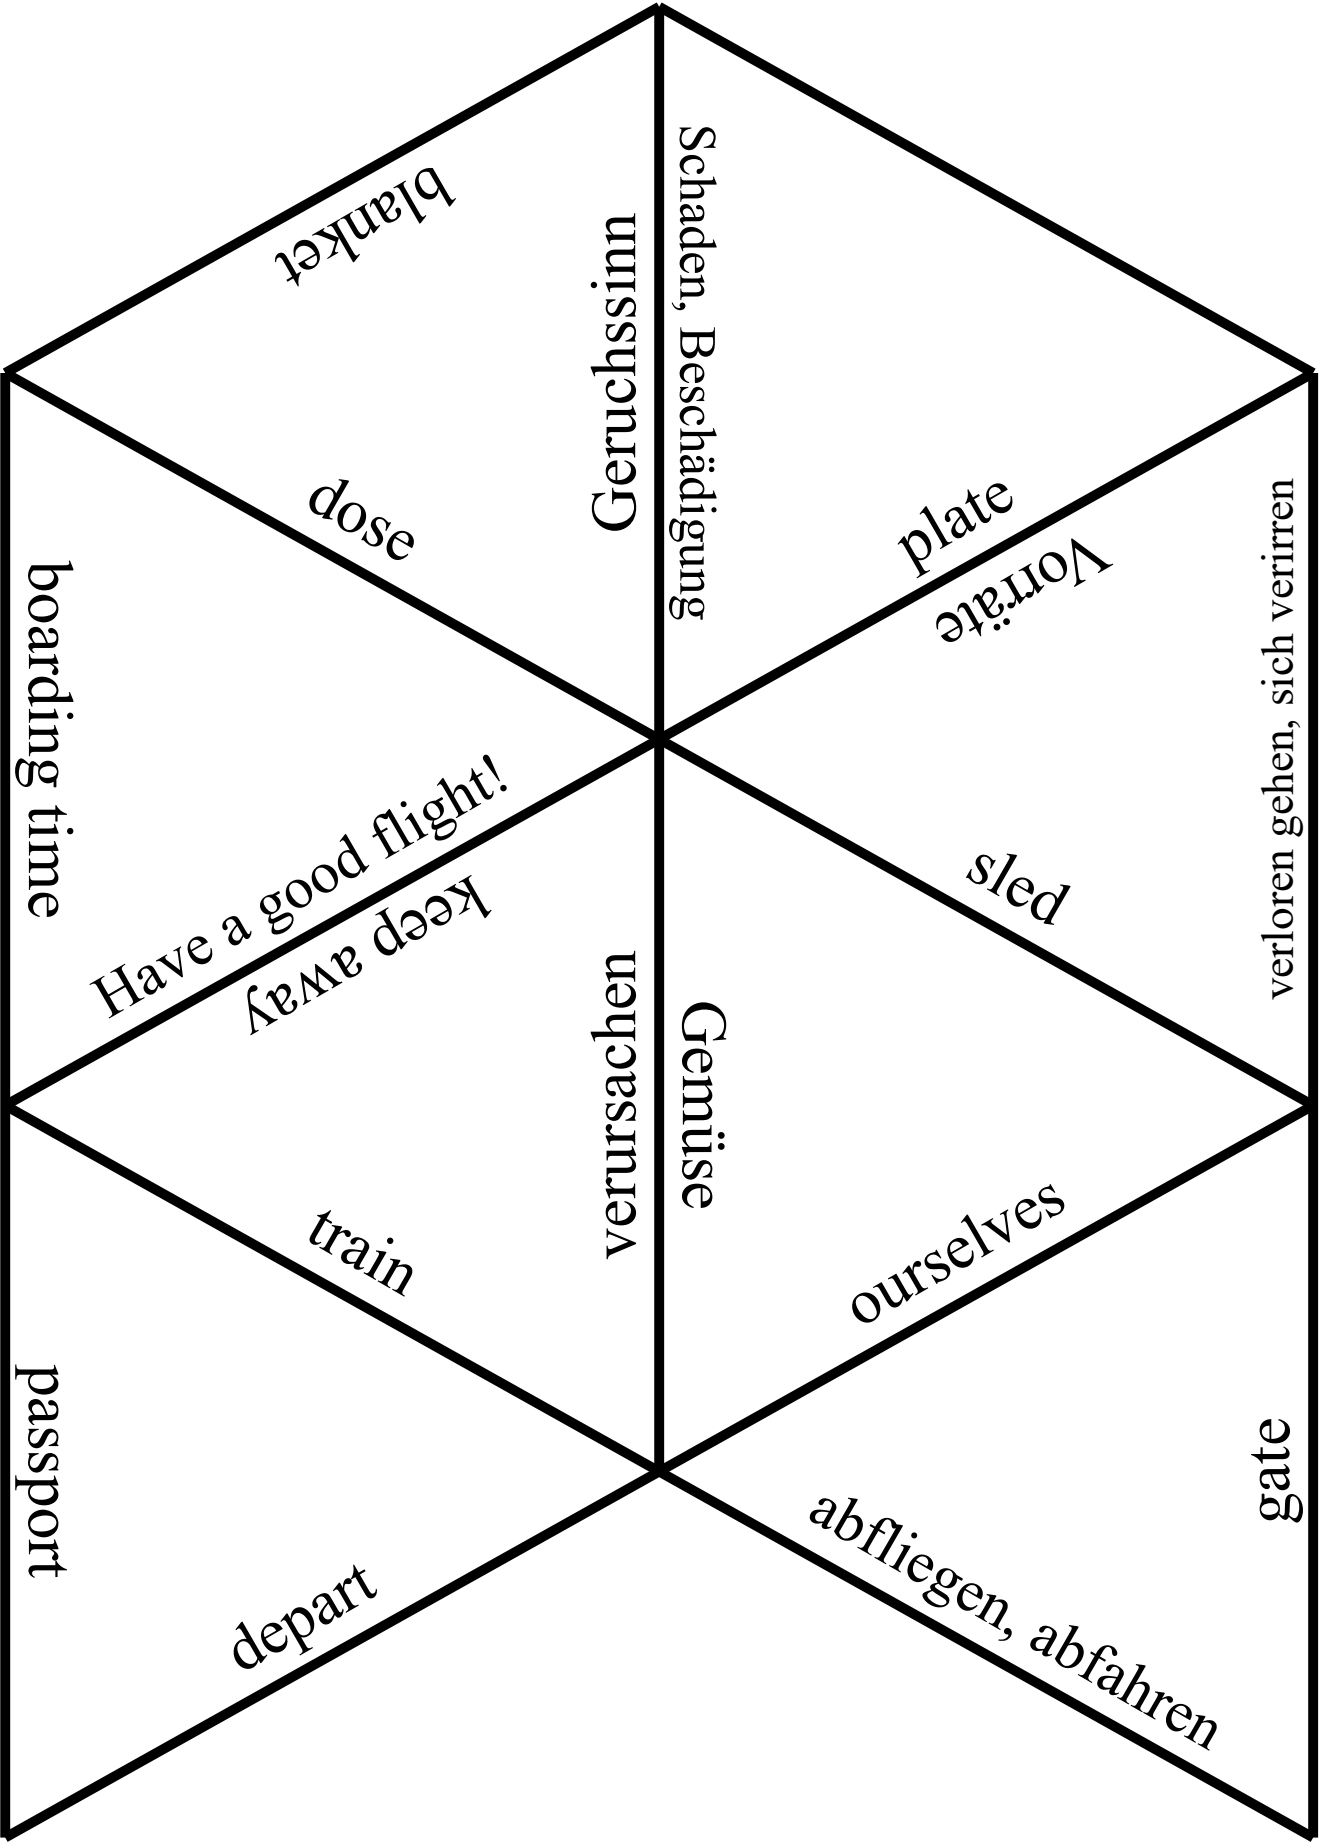 blanket
Geruchssinn
Schaden, Beschädigung
dose
plate
Vorräte
boarding time
verloren gehen, sich verirren
Have a good flight!
keep away
sled
verursachen
Gemüse
train
ourselves
passport
gate
depart
abfliegen, abfahren